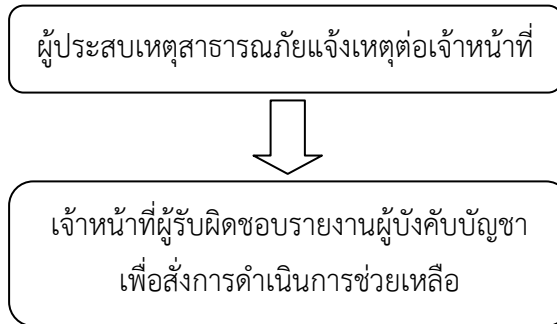 ผู้ประสบเหตุสาธารณภัยแจ้งเหตุต่อเจ้าหน้าที่
เจ้าหน้าที่ผู้รับผิดชอบรายงานผู้บังคับบัญชา
เพื่อสั่งการดำเนินการช่วยเหลือ